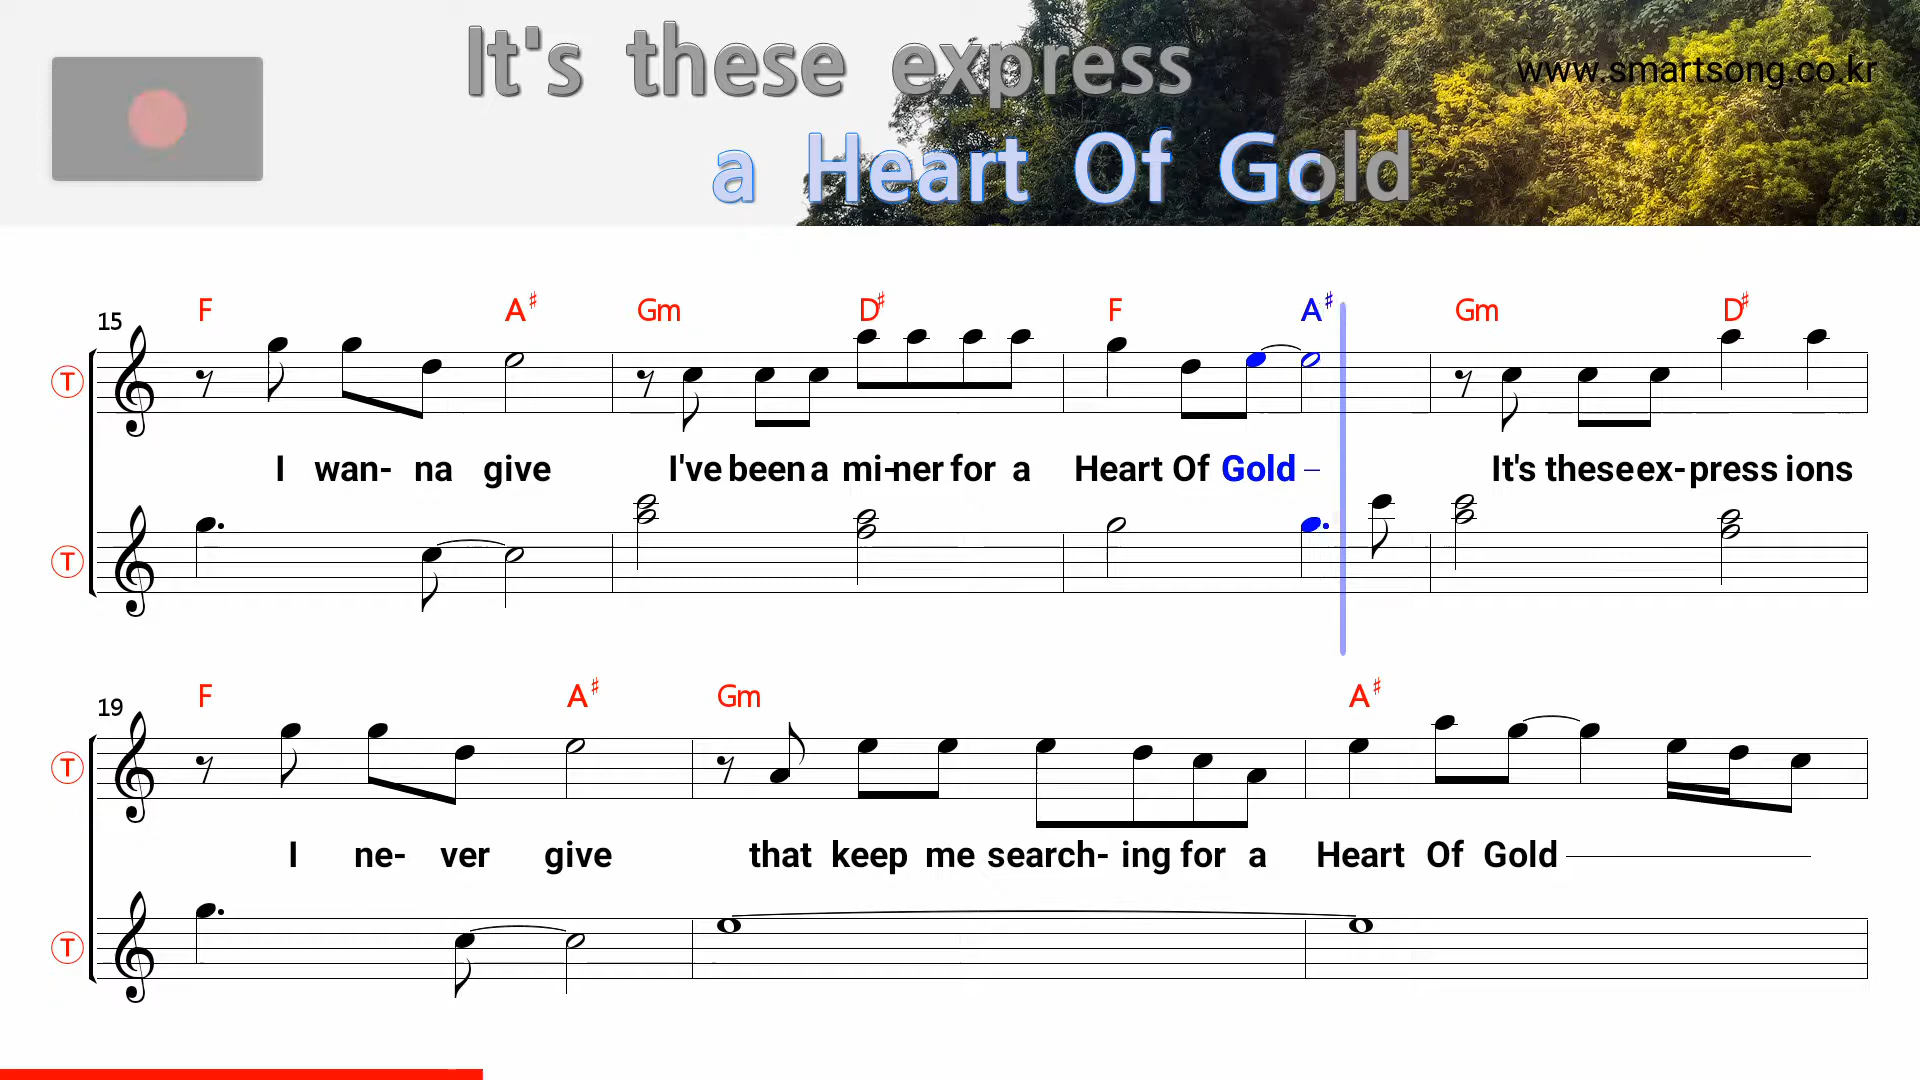 It's these express
www.smartsong.co.kr
a Heart Of Gold
15 F A♯ Gm D♯ F A♯ Gm D♯
T
I wan- na give I've been a mi-ner for a Heart Of Gold – It's these ex-press ions
T
19 F A♯ Gm A♯
T
I ne- ver give that keep me search- ing for a Heart Of Gold
T